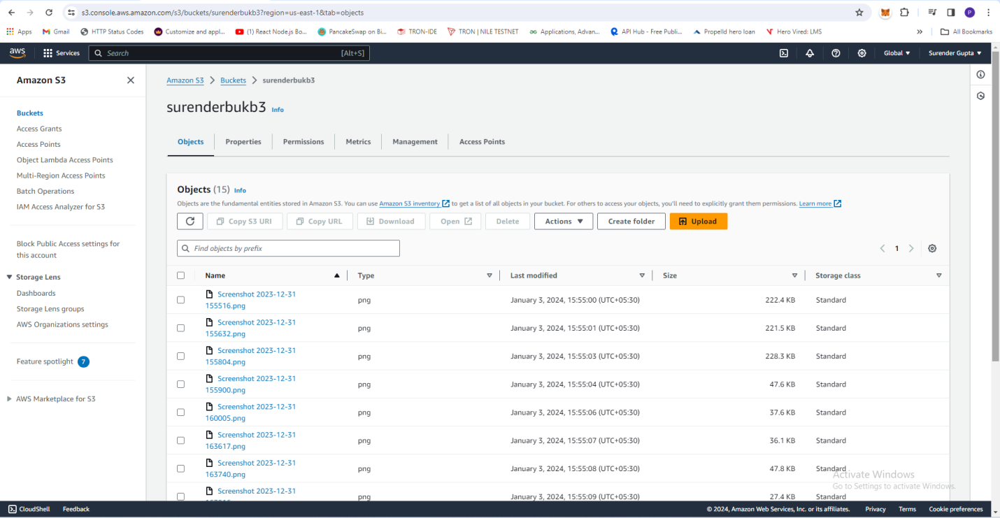 s3.console.aws.amazon.com/s3/buckets/surenderbukb3?region=us-east-1&tab=objects
P
Apps Gmail HTTP Status Codes Customize and appl... (1) React Node.js Bo... PancakeSwap on Bi... TRON-IDE TRON | NILE TESTNET Applications, Advan... API Hub - Free Publi... Propelld hero loan Hero Vired: LMS » All Bookmarks
aws Services Search [Alt+S] Global Surender Gupta
Amazon S3
Buckets
Access Grants
Access Points
Object Lambda Access Points
Multi-Region Access Points
Batch Operations
IAM Access Analyzer for S3
Block Public Access settings for
this account
Storage Lens
Dashboards
Storage Lens groups
AWS Organizations settings
Feature spotlight 7
AWS Marketplace for S3
Amazon S3 > Buckets > surenderbukb3
surenderbukb3 Info
Objects Properties Permissions Metrics Management Access Points
Objects (15) Info
Objects are the fundamental entities stored in Amazon S3. You can use Amazon S3 inventory to get a list of all objects in your bucket. For others to access your objects, you'll need to explicitly grant them permissions. Learn more
Copy S3 URI Copy URL Download Open Delete Actions Create folder Upload
Find objects by prefix < 1 >
Name Type Last modified Size Storage class
Screenshot 2023-12-31
155516.png png January 3, 2024, 15:55:00 (UTC+05:30) 222.4 KB Standard
Screenshot 2023-12-31
155632.png png January 3, 2024, 15:55:01 (UTC+05:30) 221.5 KB Standard
Screenshot 2023-12-31
155804.png png January 3, 2024, 15:55:03 (UTC+05:30) 228.3 KB Standard
Screenshot 2023-12-31
155900.png png January 3, 2024, 15:55:04 (UTC+05:30) 47.6 KB Standard
Screenshot 2023-12-31
160005.png png January 3, 2024, 15:55:06 (UTC+05:30) 37.6 KB Standard
Screenshot 2023-12-31
163617.png png January 3, 2024, 15:55:07 (UTC+05:30) 36.1 KB Standard
Screenshot 2023-12-31
163740.png png January 3, 2024, 15:55:08 (UTC+05:30) 47.8 KB Standard
Screenshot 2023-12-31
png January 3, 2024, 15:55:09 (UTC+05:30) 27.4 KB Standard
Activate Windows
Go to Settings to activate Windows.
CloudShell Feedback © 2024, Amazon Web Services, Inc. or its affiliates. Privacy Terms Cookie preferences